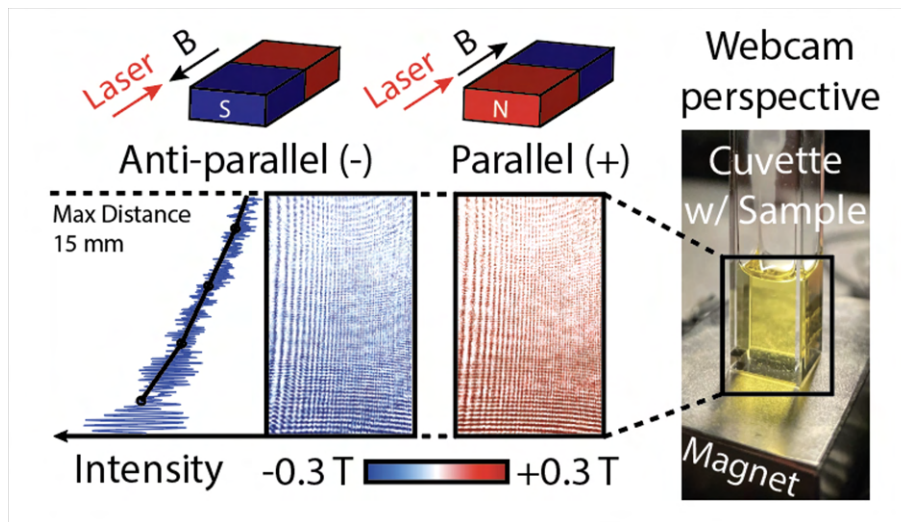 Laser
B
S
Anti-parallel (-)
Laser
B
N
Parallel (+)
Webcam
perspective
Max Distance
15 mm
Cuvette
w/ Sample
Magnet
Intensity
-0.3 T
+0.3 T